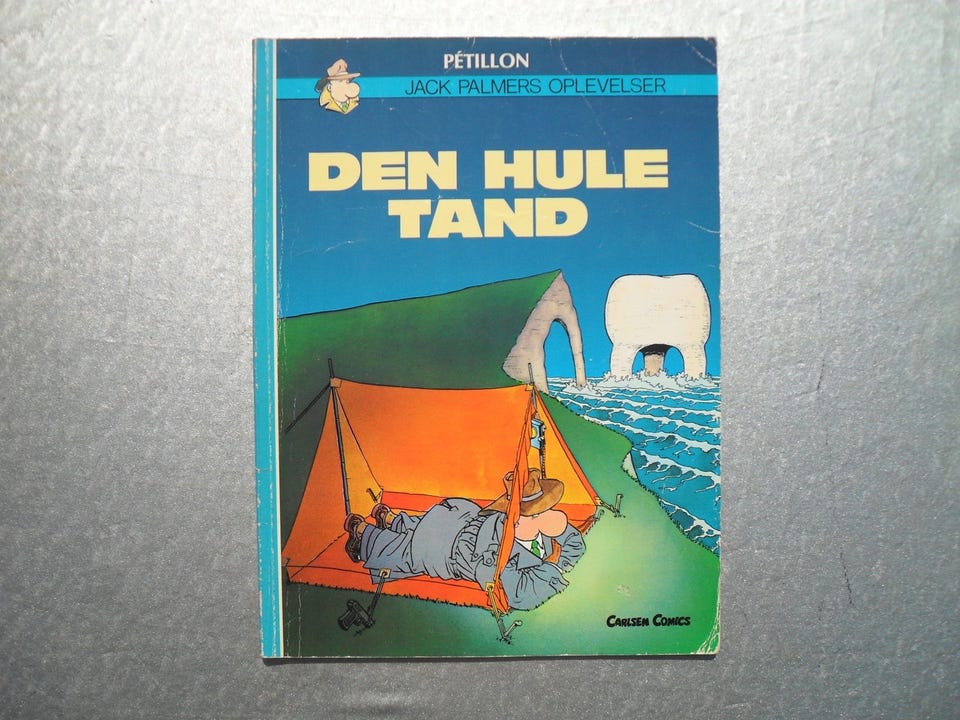 PÉTILLON
JACK PALMERS OPLEVELSER
DEN HULE
TAND
CARLSEN COMICS